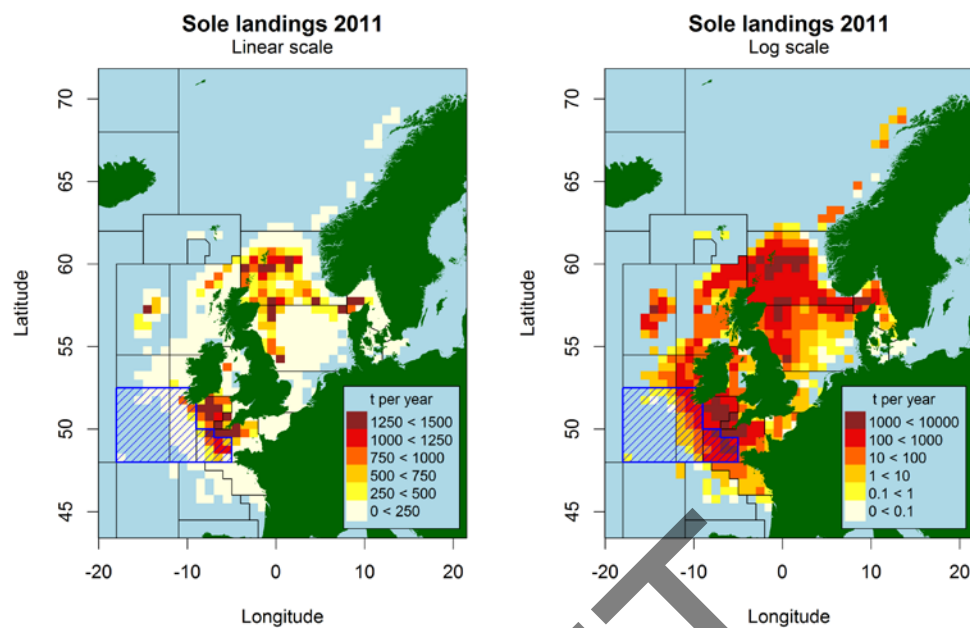 Sole landings 2011
Linear scale
70
65
60
55
50
45
Latitude
-20
-10
0
10
20
Longitude
t per year
1250 < 1500
1000 < 1250
750 < 1000
500 < 750
250 < 500
0 < 250
Sole landings 2011
Log scale
70
65
60
55
50
45
Latitude
-20
-10
0
10
20
Longitude
t per year
1000 < 10000
100 < 1000
10 < 100
1 < 10
0.1 < 1
0 < 0.1